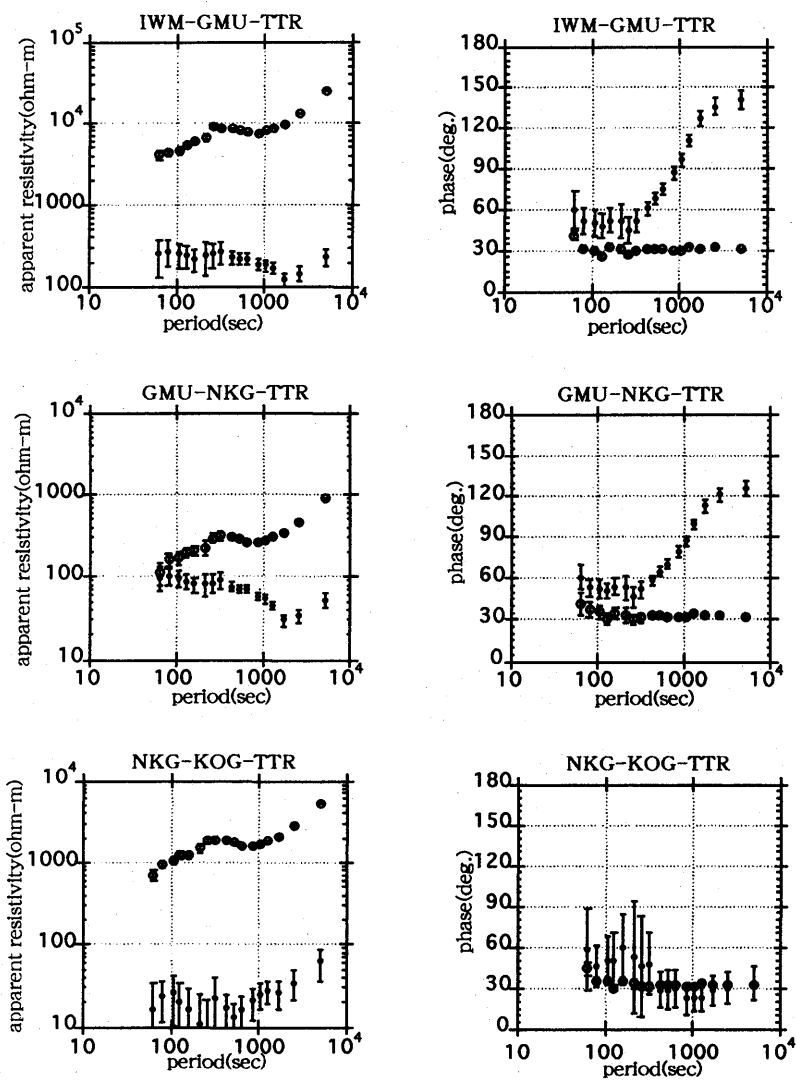 IWM-GMU-TTR
apparent resistivity(ohm-m)
10^5
10^4
1000
100
10 100 1000 10^4
period(sec)
IWM-GMU-TTR
phase(deg.)
180
150
120
90
60
30
0
10 100 1000 10^4
period(sec)
GMU-NKG-TTR
apparent resistivity(ohm-m)
10^4
1000
100
10
10 100 1000 10^4
period(sec)
GMU-NKG-TTR
phase(deg.)
180
150
120
90
60
30
0
10 100 1000 10^4
period(sec)
NKG-KOG-TTR
apparent resistivity(ohm-m)
10^4
1000
100
10
10 100 1000 10^4
period(sec)
NKG-KOG-TTR
phase(deg.)
180
150
120
90
60
30
0
10 100 1000 10^4
period(sec)